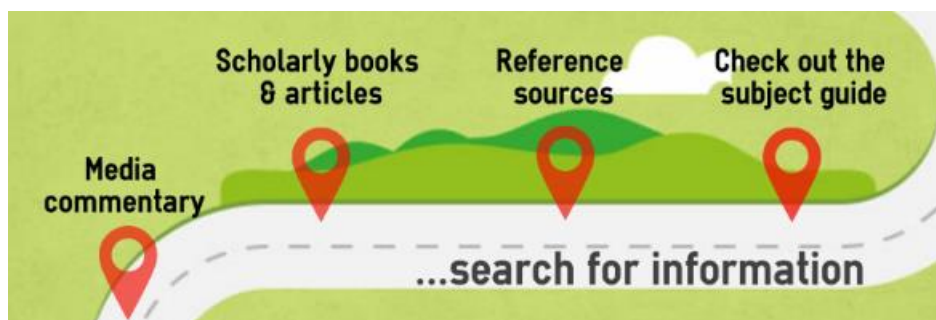 Scholarly books
& articles
Reference
sources
Check out the
subject guide
Media
commentary
...search for information